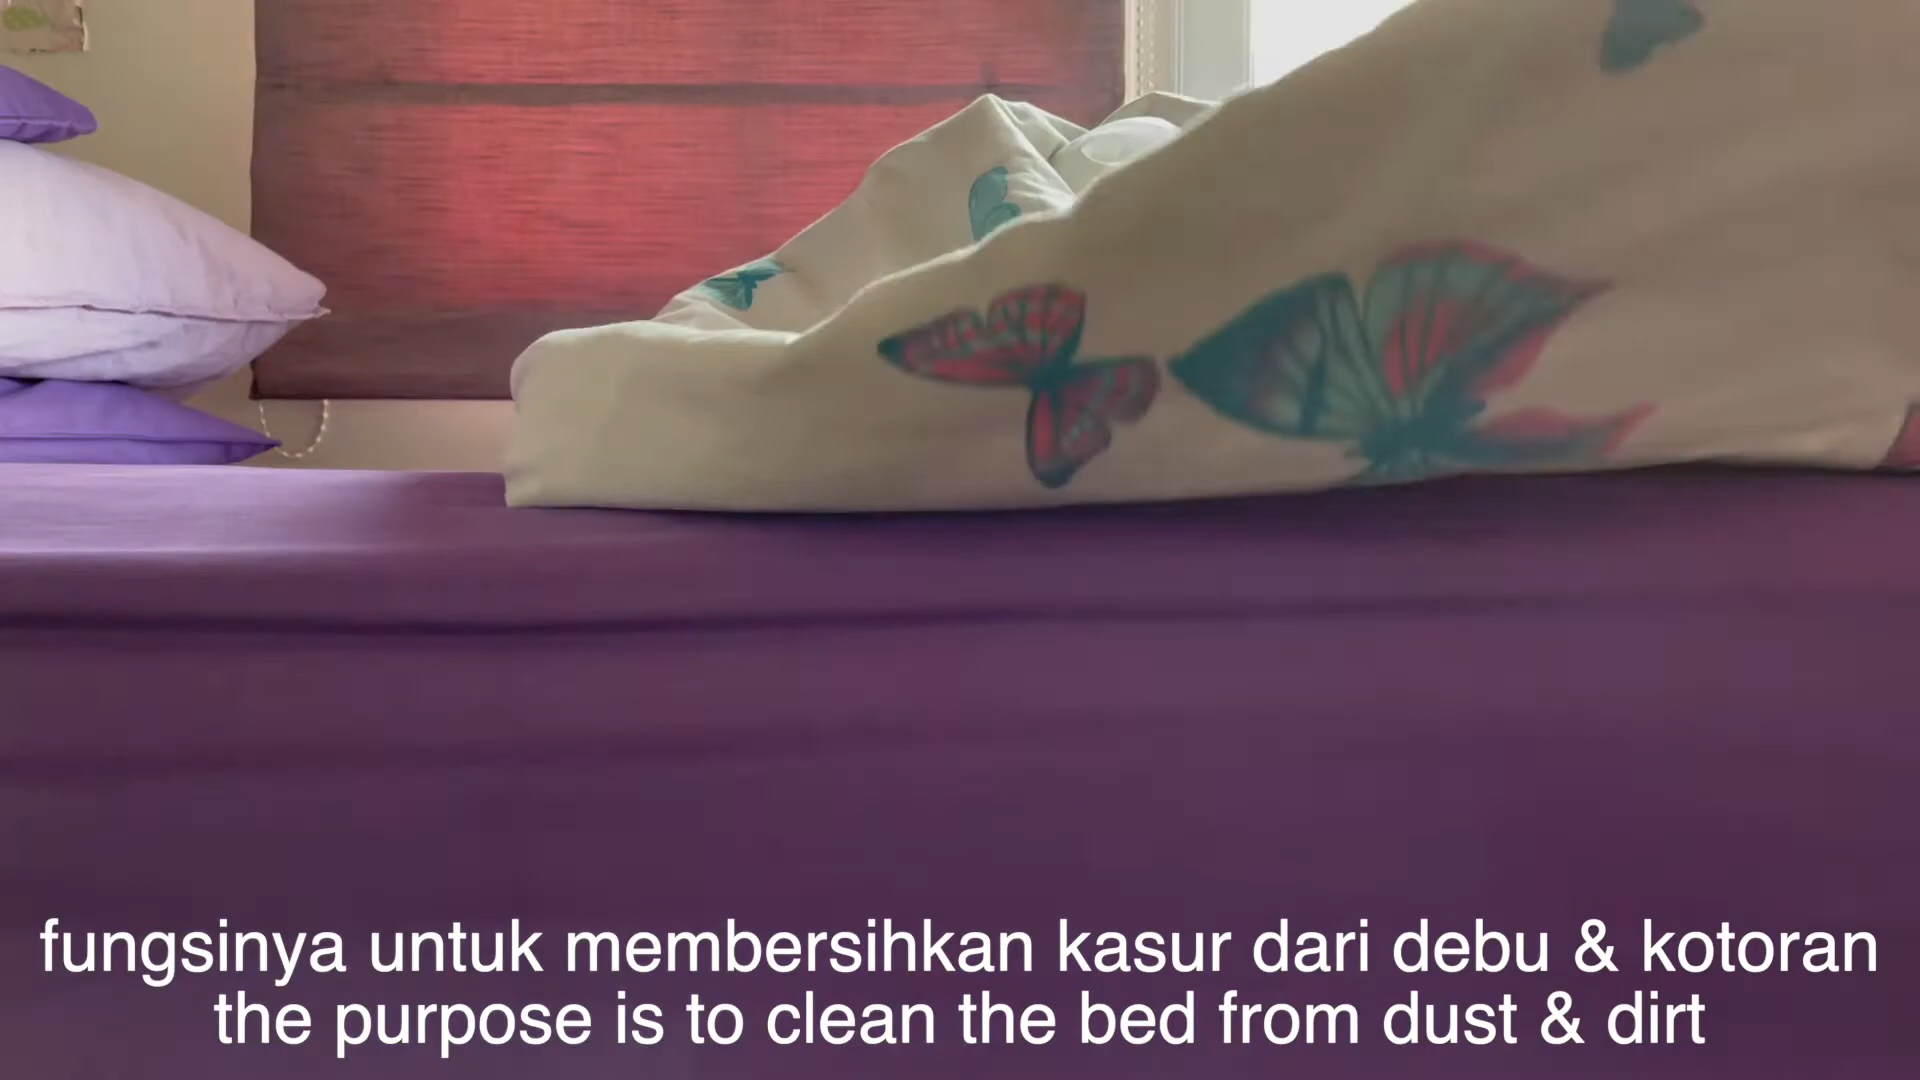 fungsinya untuk membersihkan kasur dari debu & kotoran
the purpose is to clean the bed from dust & dirt